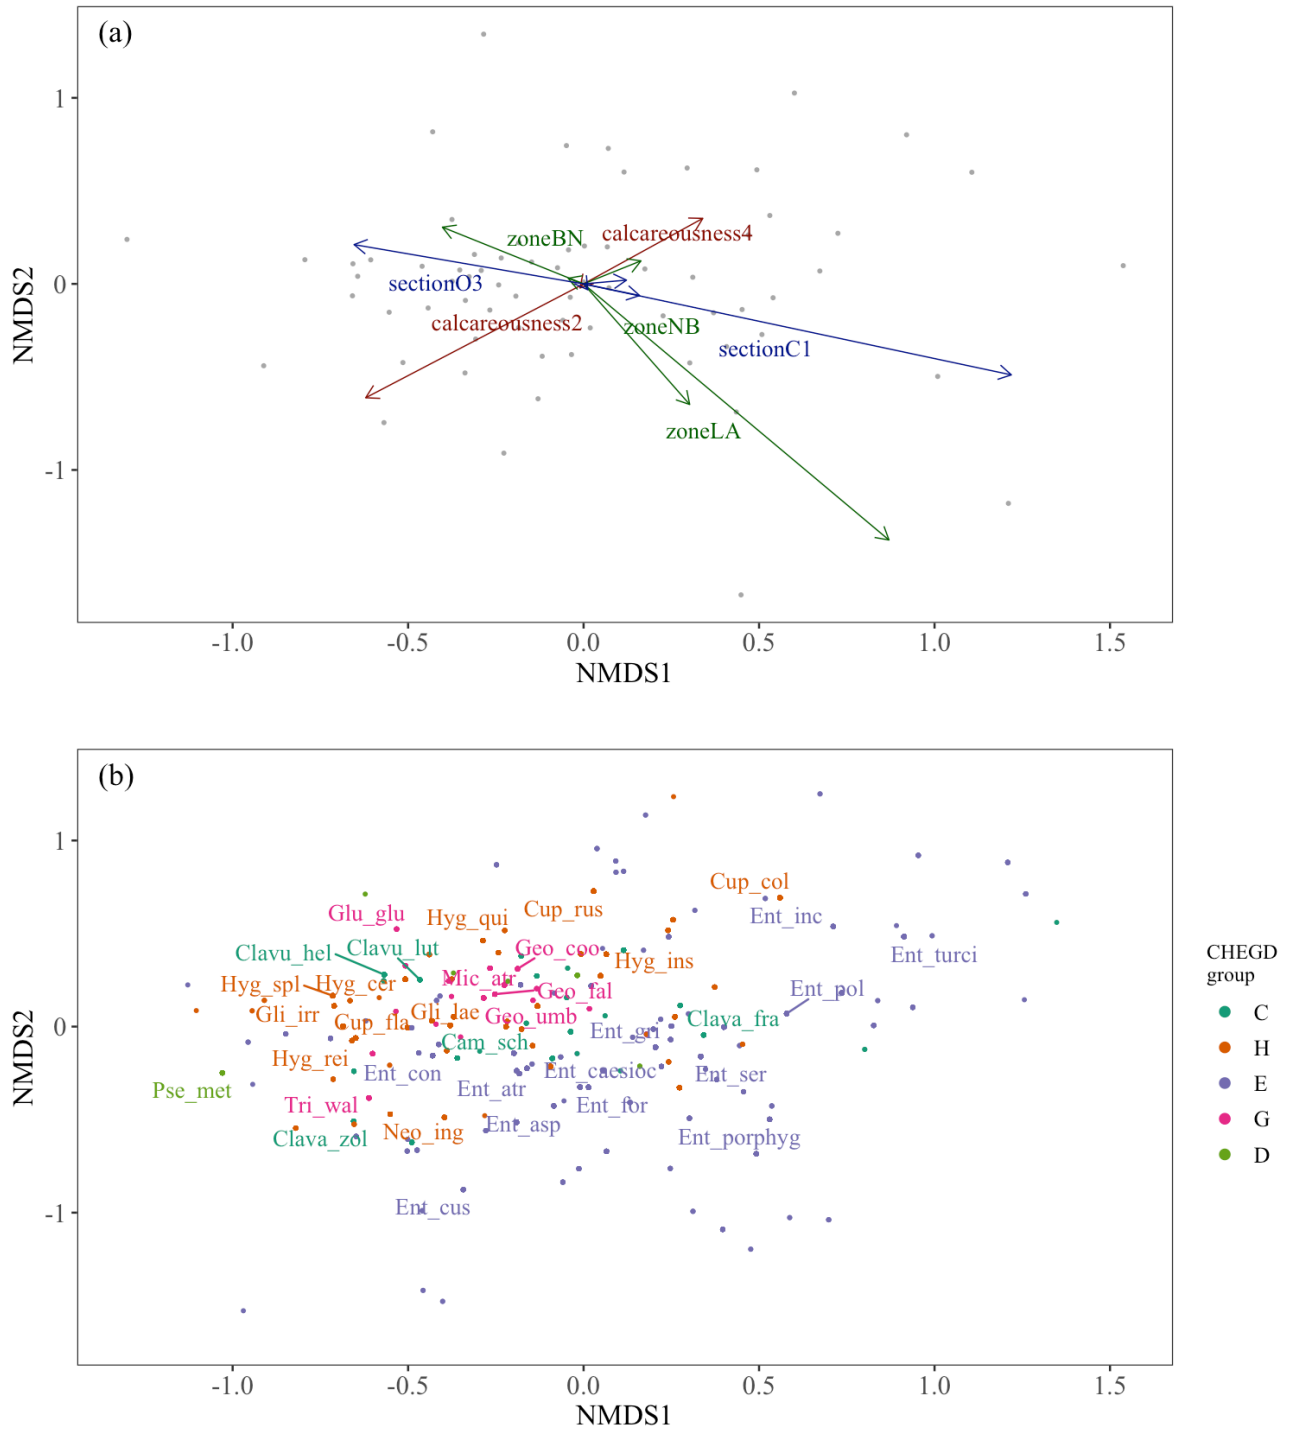 (a)
1
0
-1
NMDS2
zoneBN
calcareousness4
sectionO3
calcareousness2
zoneNB
sectionC1
zoneLA
-1.0 -0.5 0.0 0.5 1.0 1.5
NMDS1
(b)
1
0
-1
NMDS2
Cup_col
Glu_glu
Hyg_qui
Cup_rus
Ent_inc
Clavu_hel
Clavu_lut
Geo_coo
Ent_turci
Hyg_ins
Hyg_spl
Hyg_cer
Mic_atr
Geo_fal
Ent_pol
Gli_irr
Cup_fla
Gli_lae
Geo_umb
Clava_fra
Cam_sch
Ent_gri
Hyg_rei
Ent_con
Ent_caesioc
Ent_ser
Pse_met
Ent_atr
Tri_wal
Ent_for
Clava_zol
Neo_ing
Ent_asp
Ent_porphyg
Ent_cus
-1.0 -0.5 0.0 0.5 1.0 1.5
NMDS1
CHEGD
group
C
H
E
G
D